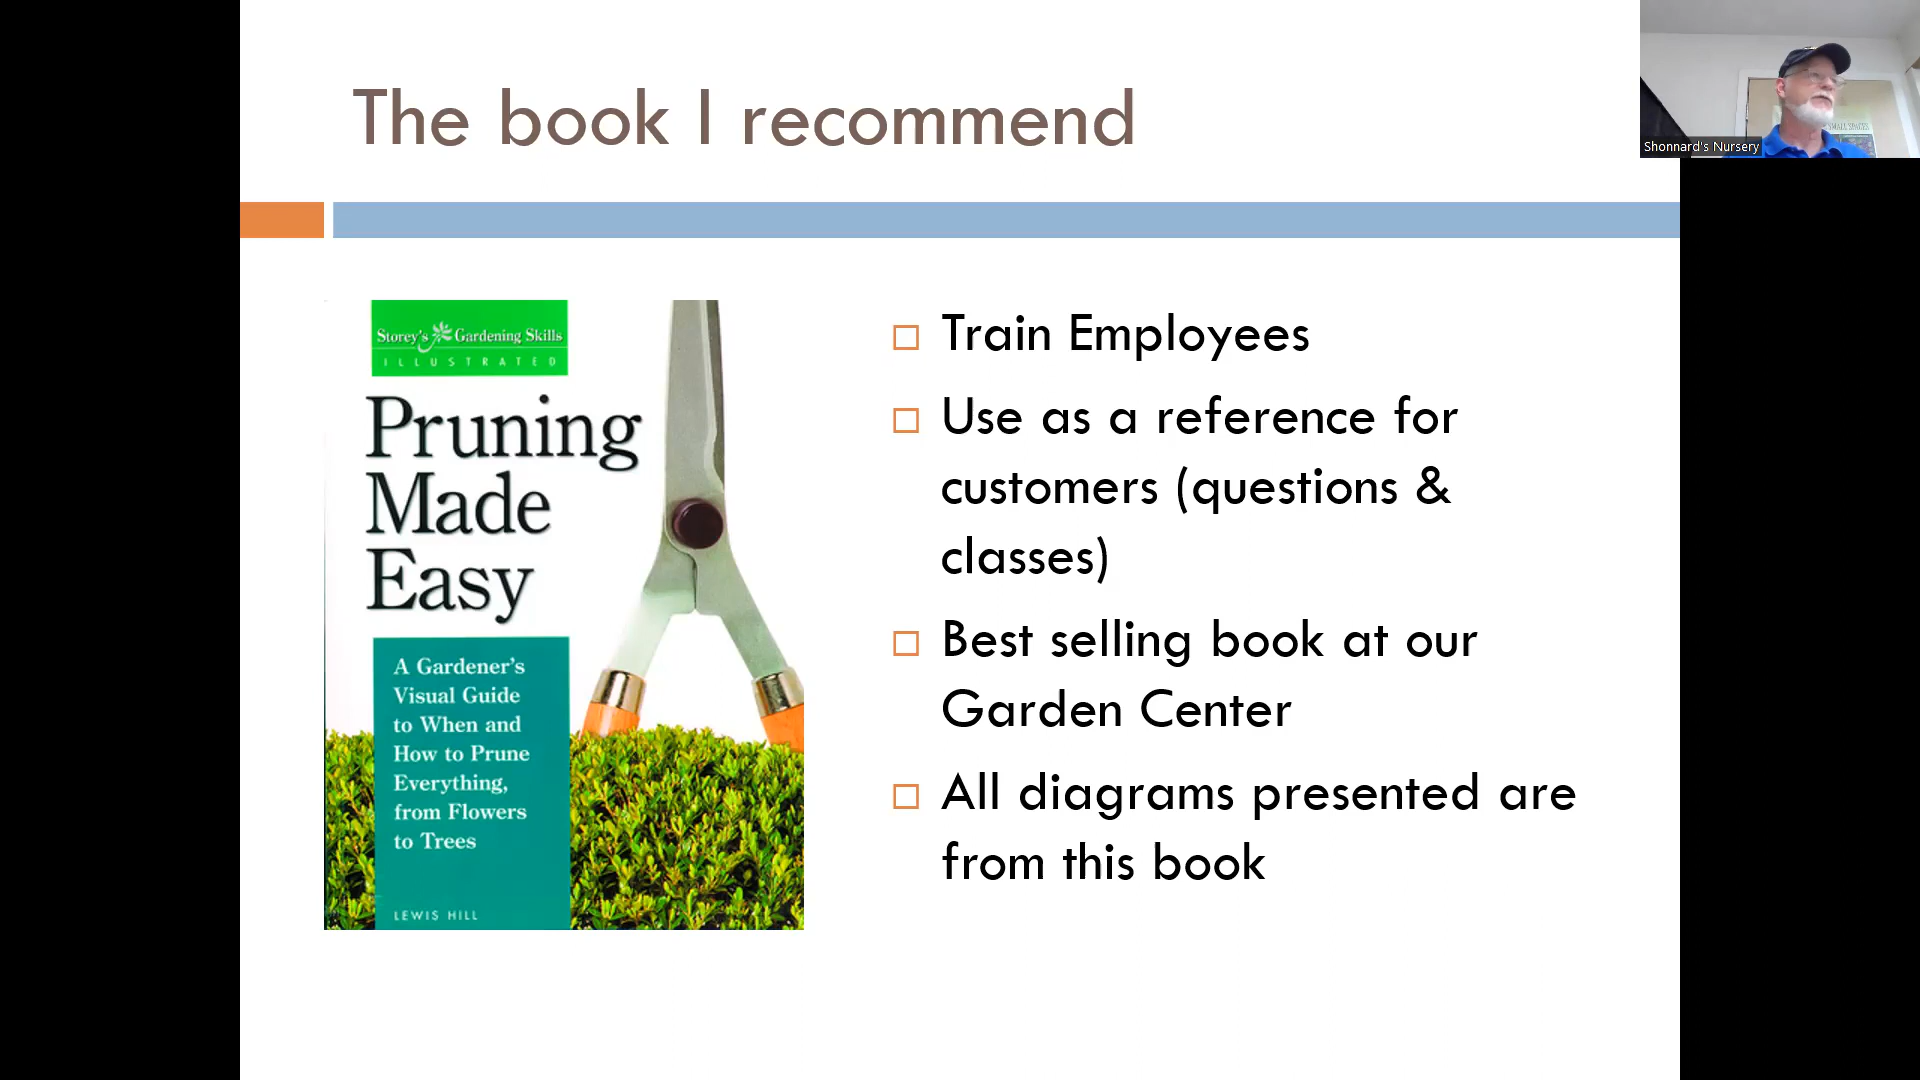 The book I recommend
Shonnard's Nursery
SMALL SPACES
Storey's Gardening Skills
ILLUSTRATED
Pruning
Made
Easy
A Gardener's
Visual Guide
to When and
How to Prune
Everything,
from Flowers
to Trees
LEWIS HILL
Train Employees
Use as a reference for
customers (questions &
classes)
Best selling book at our
Garden Center
All diagrams presented are
from this book